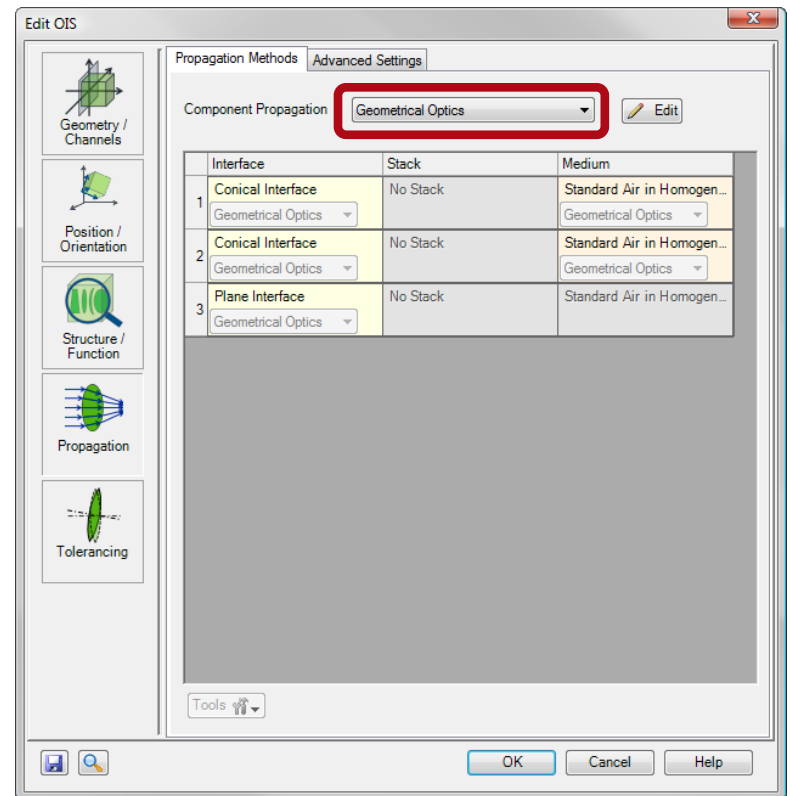 Edit OIS
Geometry /
Channels
Position /
Orientation
Structure /
Function
Propagation
Tolerancing
Propagation Methods Advanced Settings
Component Propagation Geometrical Optics Edit
Interface Stack Medium
1 Conical Interface No Stack Standard Air in Homogen...
Geometrical Optics Geometrical Optics
2 Conical Interface No Stack Standard Air in Homogen...
Geometrical Optics Geometrical Optics
3 Plane Interface No Stack Standard Air in Homogen...
Geometrical Optics
Tools
OK Cancel Help